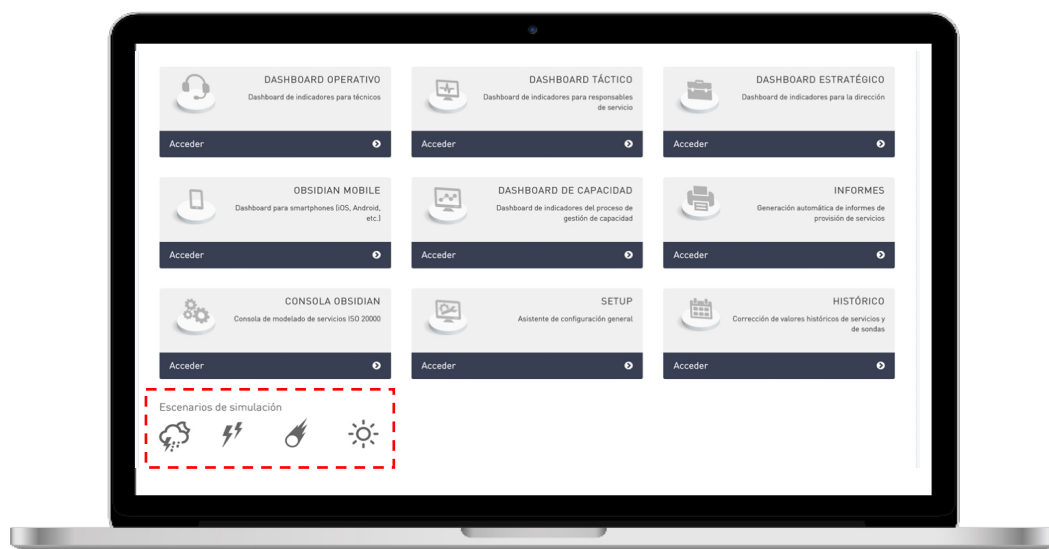 DASHBOARD OPERATIVO
Dashboard de indicadores para técnicos
Acceder
DASHBOARD TÁCTICO
Dashboard de indicadores para responsables
de servicio
Acceder
DASHBOARD ESTRATÉGICO
Dashboard de indicadores para la dirección
Acceder
OBSIDIAN MOBILE
Dashboard para smartphones (iOS, Android,
etc.)
Acceder
DASHBOARD DE CAPACIDAD
Dashboard de indicadores del proceso de
gestión de capacidad
Acceder
INFORMES
Generación automática de informes de
provisión de servicios
Acceder
CONSOLA OBSIDIAN
Consola de modelado de servicios ISO 20000
Acceder
SETUP
Asistente de configuración general
Acceder
HISTÓRICO
Corrección de valores históricos de servicios y
de sondas
Acceder
Escenarios de simulación